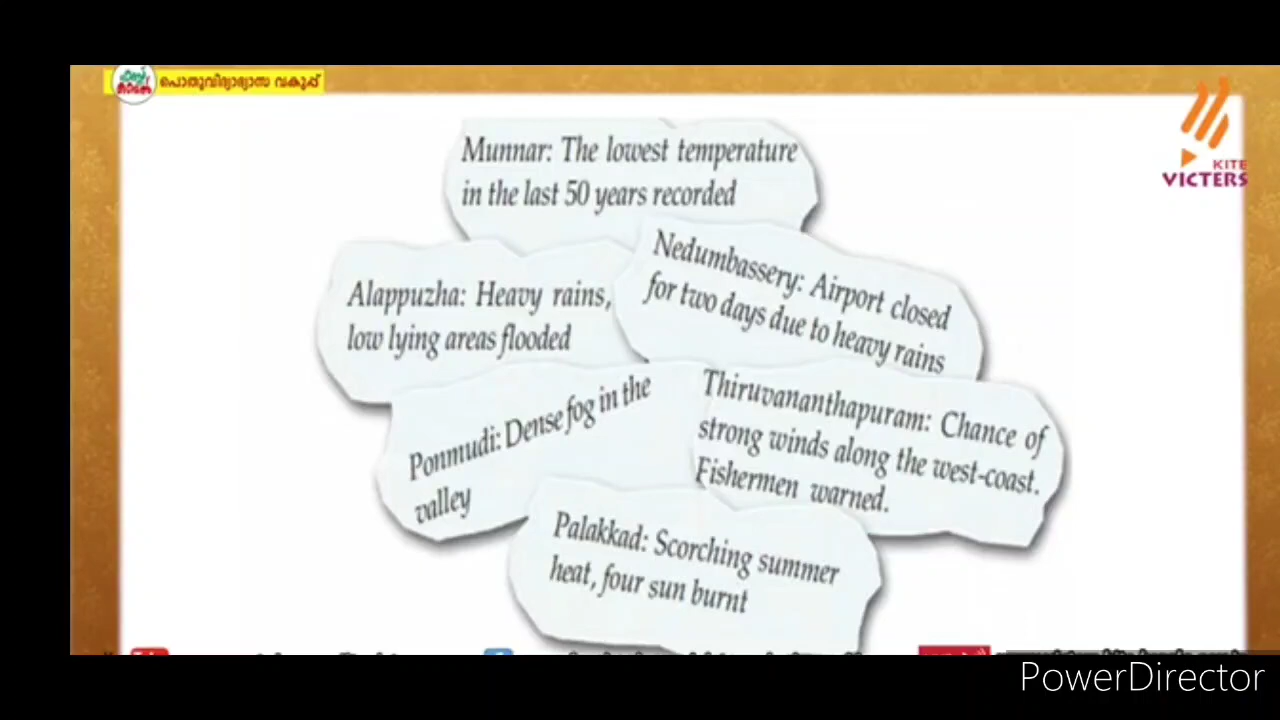 പൊതുവിദ്യാഭ്യാസ വകുപ്പ്
KITE
VICTERS
Munnar: The lowest temperature
in the last 50 years recorded
Nedumbassery: Airport closed
for two days due to heavy rains
Alappuzha: Heavy rains,
low lying areas flooded
Ponmudi: Dense fog in the
valley
Thiruvananthapuram: Chance of
strong winds along the west-coast.
Fishermen warned.
Palakkad: Scorching summer
heat, four sun burnt
PowerDirector